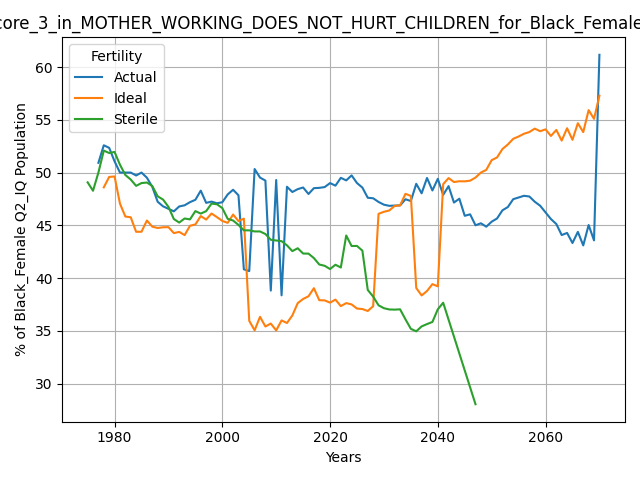 core_3_in_MOTHER_WORKING_DOES_NOT_HURT_CHILDREN_for_Black_Female
Fertility
Actual
Ideal
Sterile
% of Black_Female Q2_IQ Population
60
55
50
45
40
35
30
1980
2000
2020
2040
2060
Years